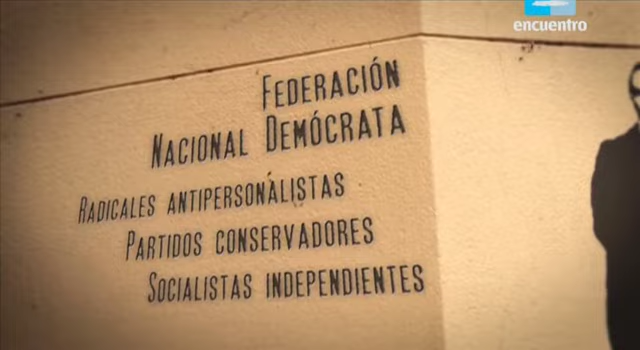 encuentro
Federación
Nacional Demócrata
Radicales antipersonalistas
Partidos conservadores
Socialistas independientes